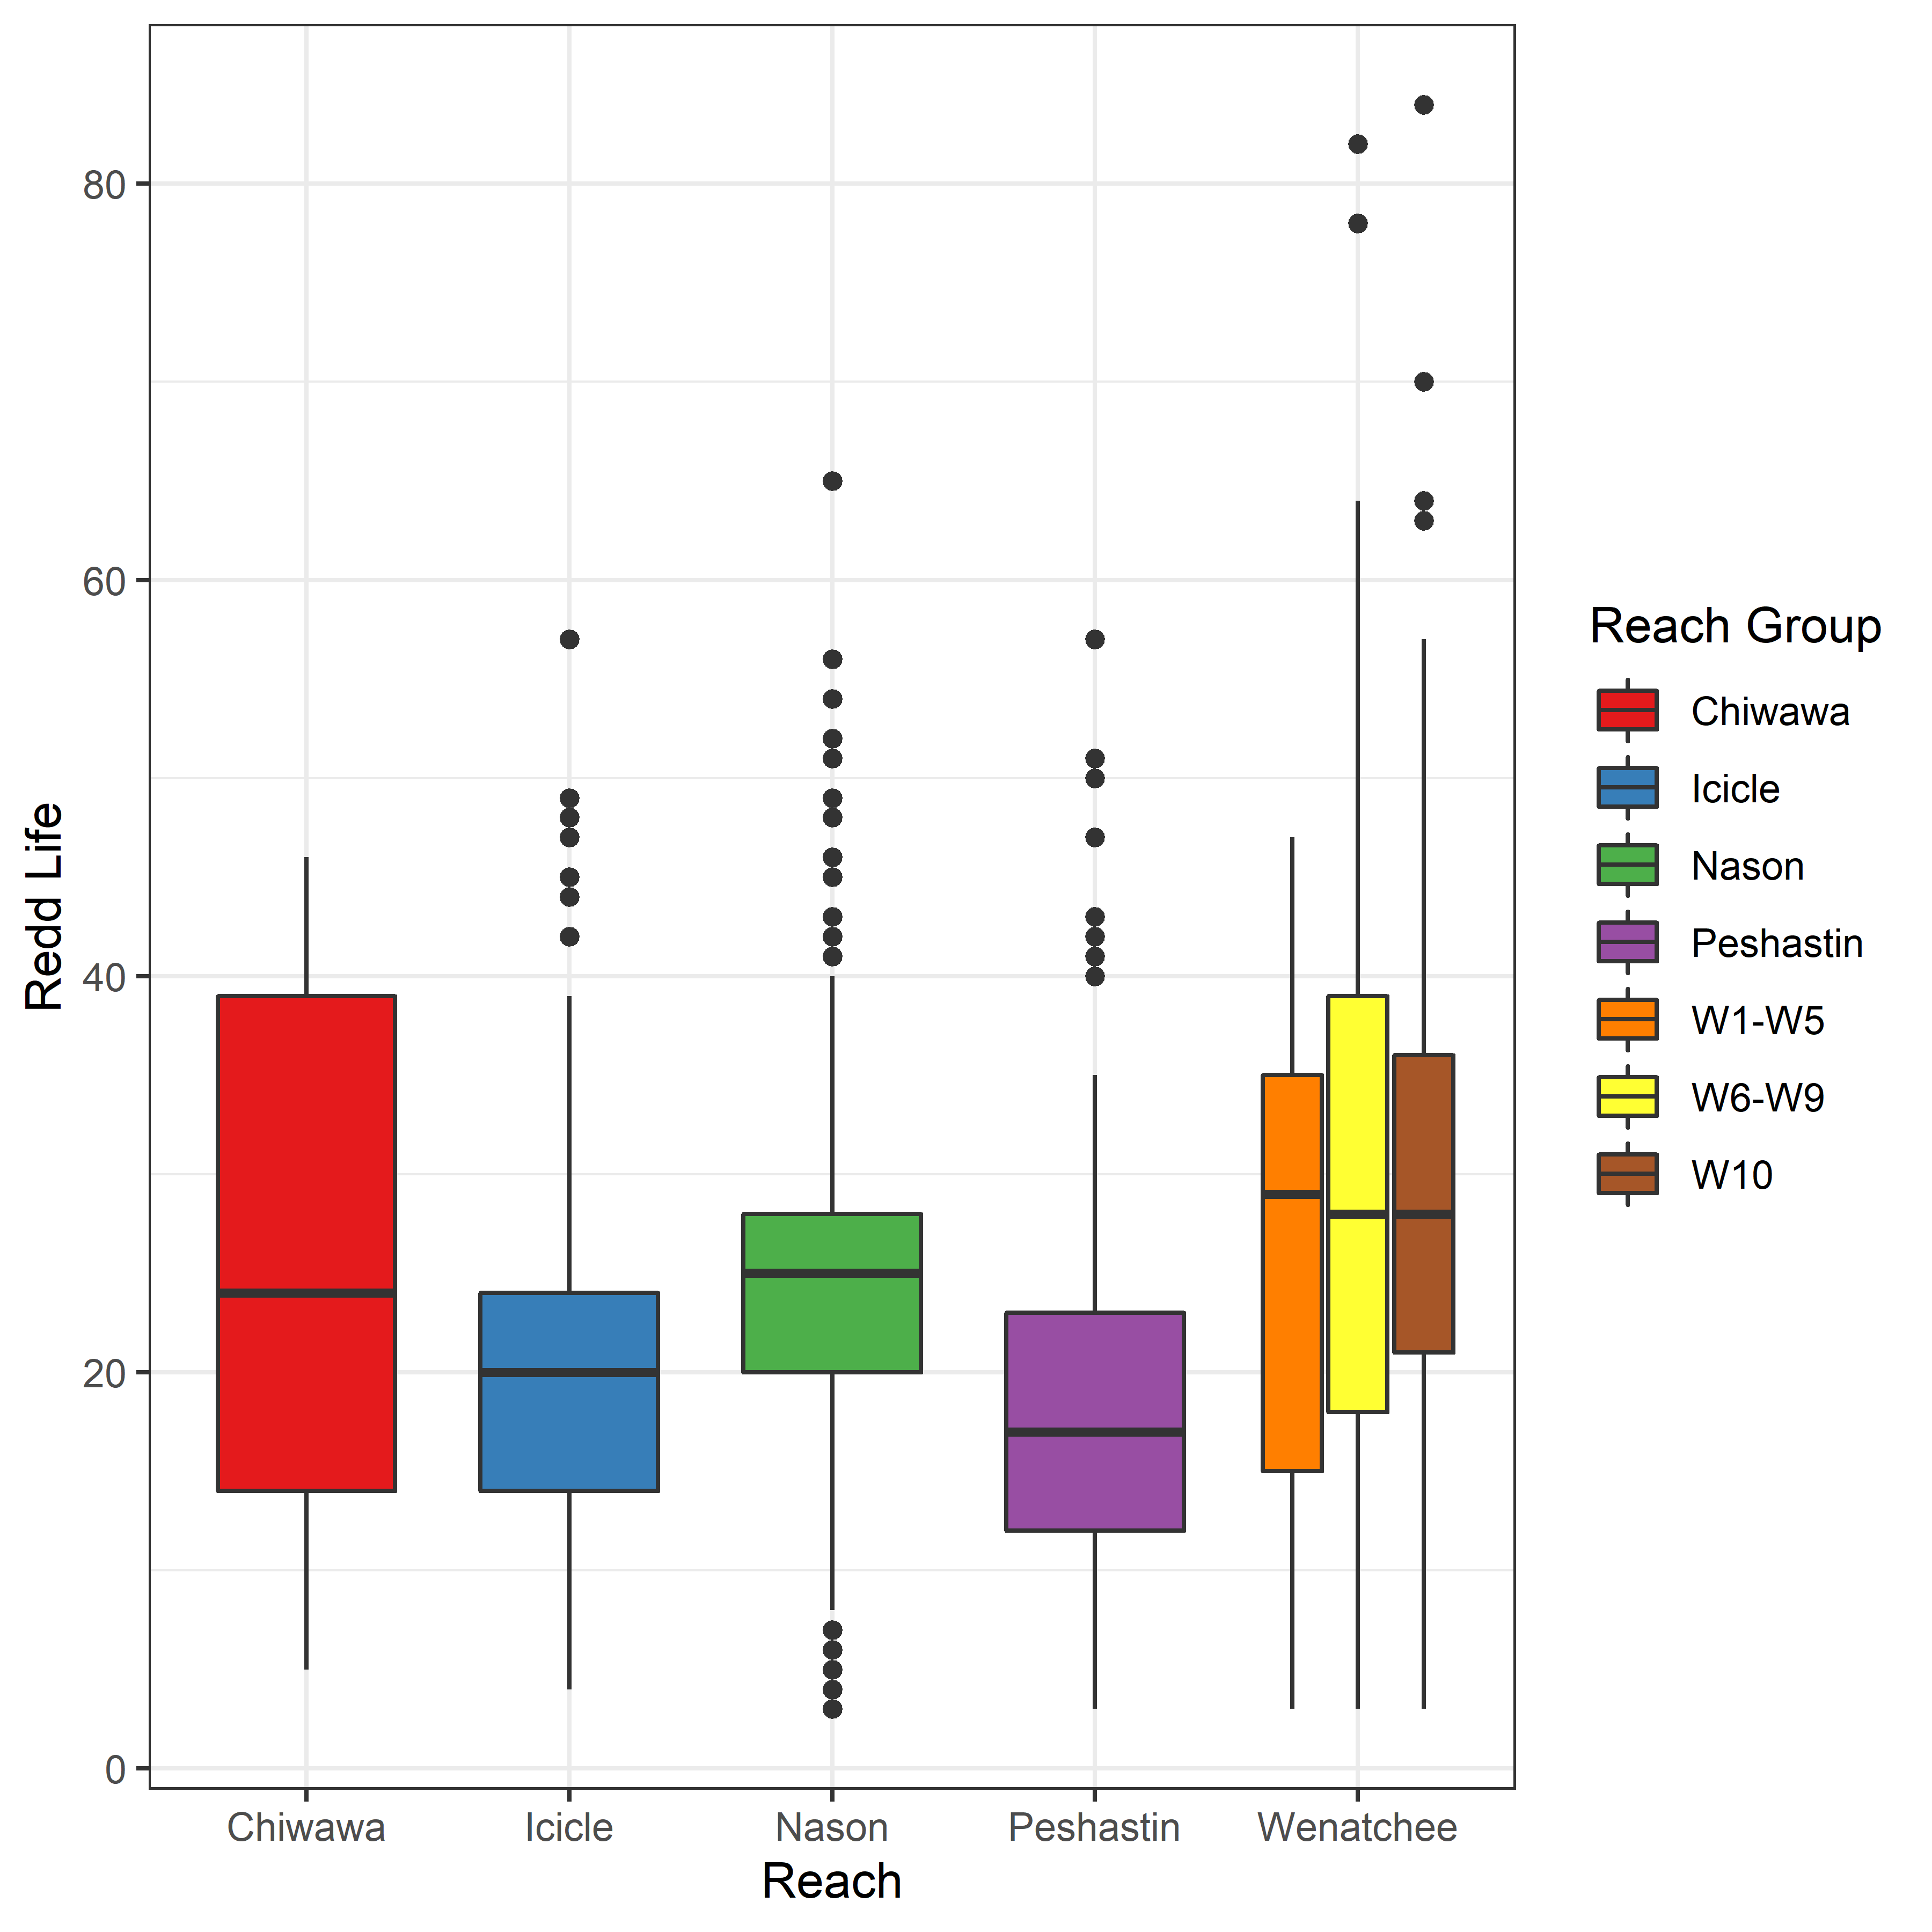 80
60
40
20
0
Redd Life
Chiwawa
Icicle
Nason
Peshastin
Wenatchee
Reach
Reach Group
Chiwawa
Icicle
Nason
Peshastin
W1-W5
W6-W9
W10